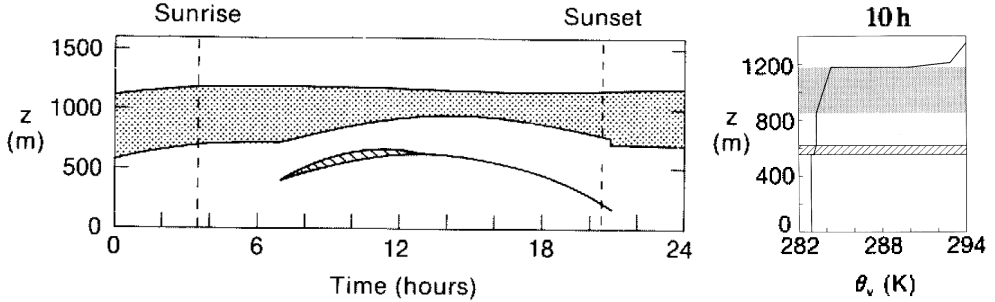 Sunrise
Sunset
1500
1000
500
0
z
(m)
0
6
12
18
24
Time (hours)
10 h
1200
800
400
0
z
(m)
282
288
294
θᵥ (K)